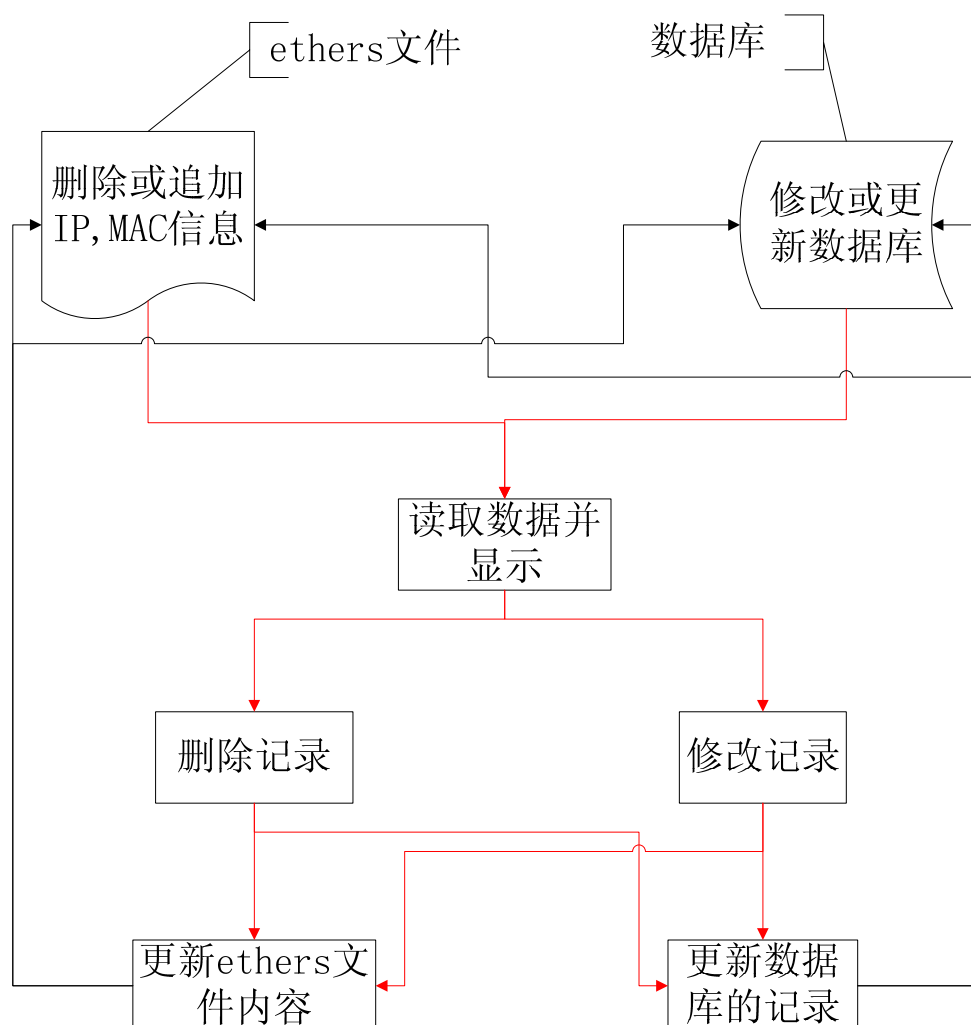 ethers文件
数据库
删除或追加
IP,MAC信息
修改或更
新数据库
读取数据并
显示
删除记录
修改记录
更新ethers文
件内容
更新数据
库的记录